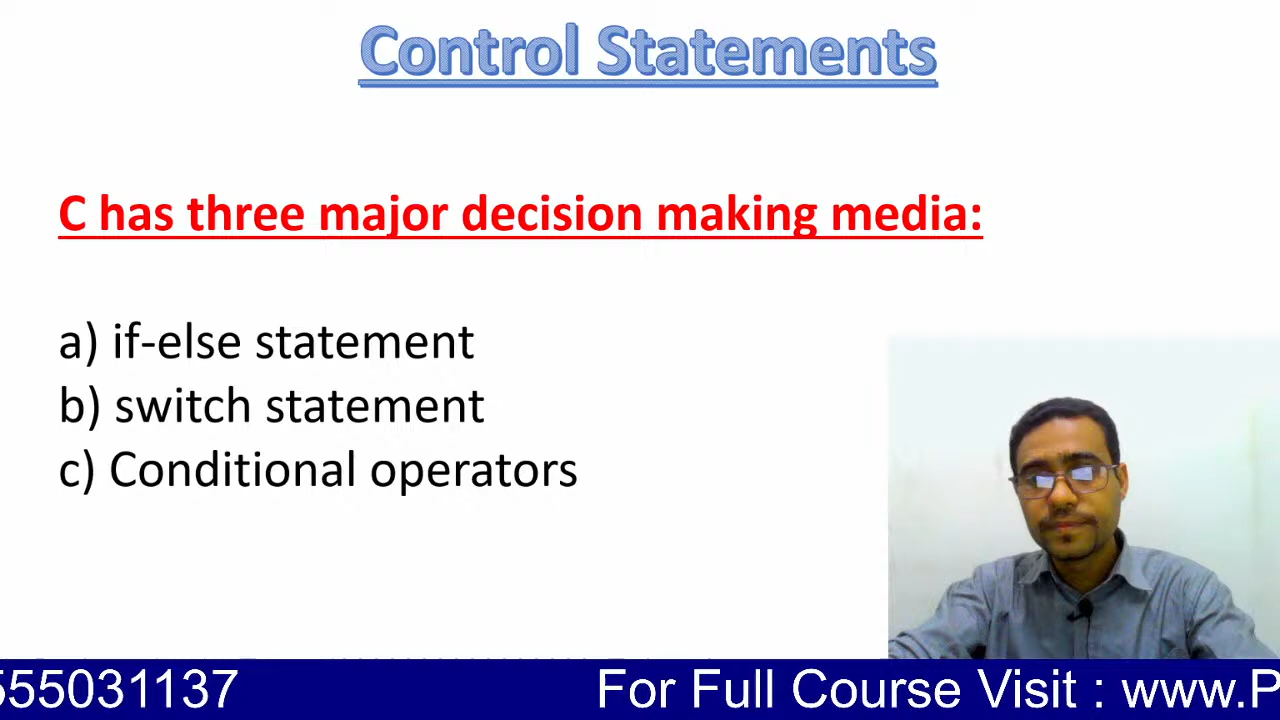 Control Statements
C has three major decision making media:
a) if-else statement
b) switch statement
c) Conditional operators
555031137 For Full Course Visit : www.P